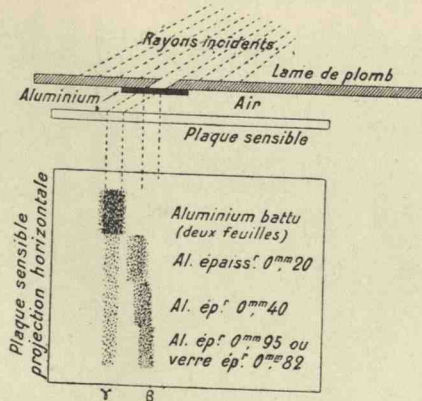 Rayons incidents
Lame de plomb
Aluminium
Air
Plaque sensible
Plaque sensible
projection horizontale
Aluminium battu
(deux feuilles)
Al. épaissr. 0mm,20
Al. épr. 0mm,40
Al. épr. 0mm,95 ou
verre épr. 0mm,82
γ
β